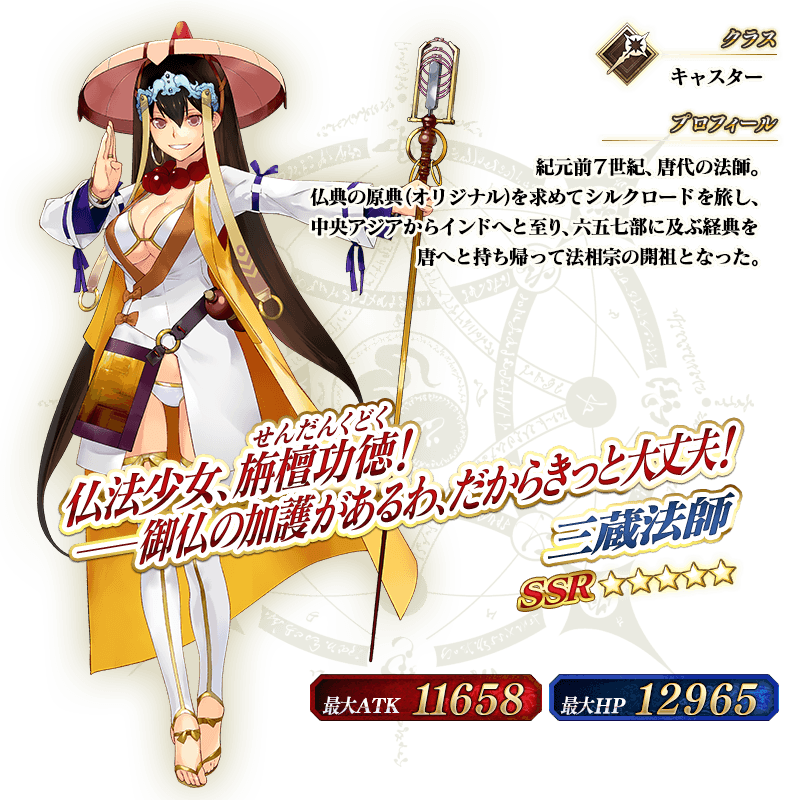 クラス
キャスター
プロフィール
紀元前7世紀、唐代の法師。
仏典の原典(オリジナル)を求めてシルクロードを旅し、
中央アジアからインドへと至り、六五七部に及ぶ経典を
唐へと持ち帰って法相宗の開祖となった。
せんだんくどく
仏法少女、栴檀功徳!
──御仏の加護があるわ、だからきっと大丈夫!
三蔵法師
SSR ☆☆☆☆☆
最大ATK 11658
最大HP 12965